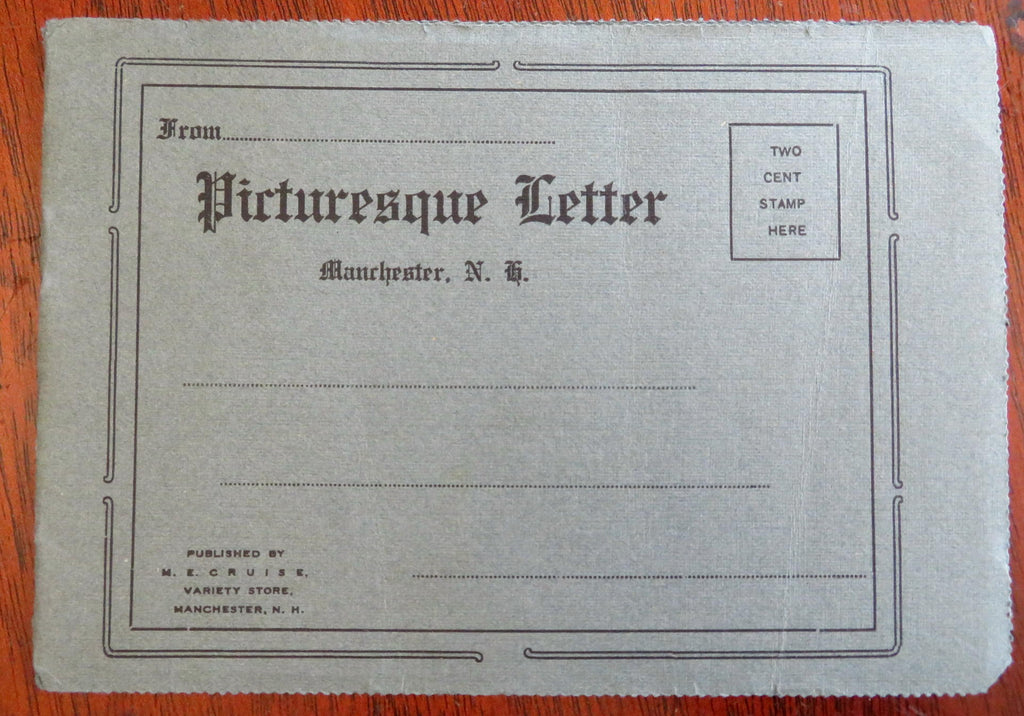 From
Picturesque Letter
Manchester, N. H.
TWO
CENT
STAMP
HERE
PUBLISHED BY
M. E. CRUISE,
VARIETY STORE,
MANCHESTER, N. H.